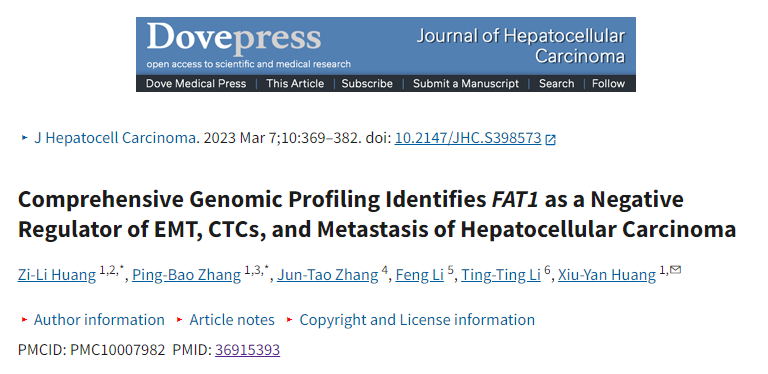 Dovepress
open access to scientific and medical research
Journal of Hepatocellular
Carcinoma
Dove Medical Press | This Article | Subscribe | Submit a Manuscript | Search | Follow
▸ J Hepatocell Carcinoma. 2023 Mar 7;10:369–382. doi: 10.2147/JHC.S398573
Comprehensive Genomic Profiling Identifies FAT1 as a Negative
Regulator of EMT, CTCs, and Metastasis of Hepatocellular Carcinoma
Zi-Li Huang 1,2,*, Ping-Bao Zhang 1,3,*, Jun-Tao Zhang 4, Feng Li 5, Ting-Ting Li 6, Xiu-Yan Huang 1,✉
▸ Author information ▸ Article notes ▸ Copyright and License information
PMCID: PMC10007982 PMID: 36915393